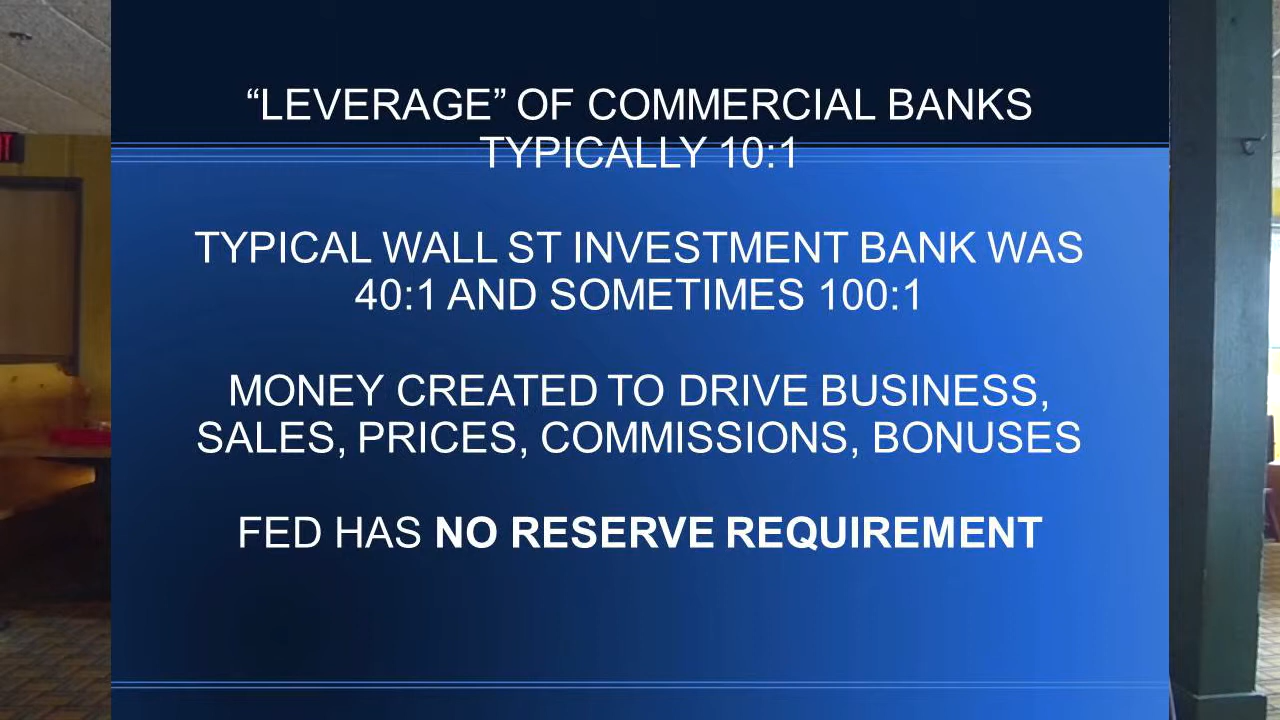 “LEVERAGE” OF COMMERCIAL BANKS
TYPICALLY 10:1
TYPICAL WALL ST INVESTMENT BANK WAS
40:1 AND SOMETIMES 100:1
MONEY CREATED TO DRIVE BUSINESS,
SALES, PRICES, COMMISSIONS, BONUSES
FED HAS NO RESERVE REQUIREMENT